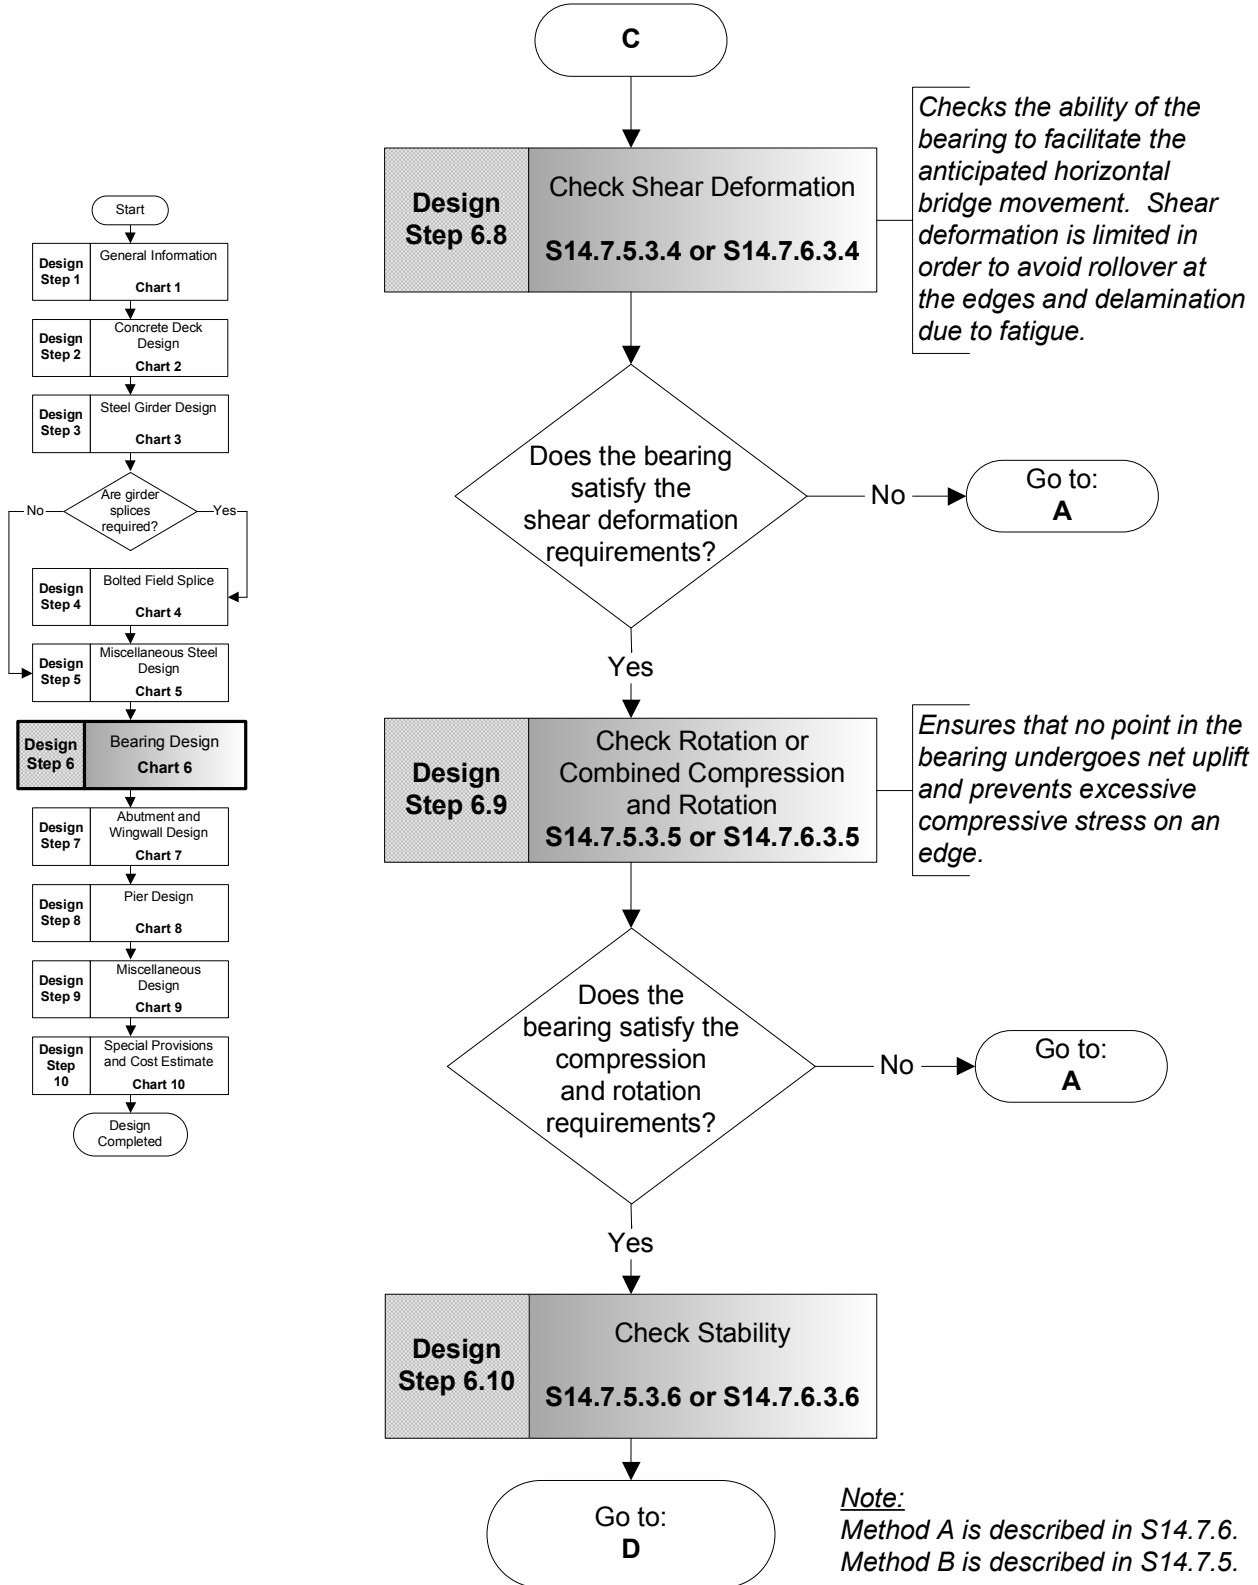 Start
Design
Step 1
General Information
Chart 1
Design
Step 2
Concrete Deck
Design
Chart 2
Design
Step 3
Steel Girder Design
Chart 3
Are girder
splices
required?
No
Yes
Design
Step 4
Bolted Field Splice
Chart 4
Design
Step 5
Miscellaneous Steel
Design
Chart 5
Design
Step 6
Bearing Design
Chart 6
Design
Step 7
Abutment and
Wingwall Design
Chart 7
Design
Step 8
Pier Design
Chart 8
Design
Step 9
Miscellaneous
Design
Chart 9
Design
Step
10
Special Provisions
and Cost Estimate
Chart 10
Design
Completed
C
Design
Step 6.8
Check Shear Deformation
S14.7.5.3.4 or S14.7.6.3.4
Checks the ability of the
bearing to facilitate the
anticipated horizontal
bridge movement. Shear
deformation is limited in
order to avoid rollover at
the edges and delamination
due to fatigue.
Does the bearing
satisfy the
shear deformation
requirements?
No
Go to:
A
Yes
Design
Step 6.9
Check Rotation or
Combined Compression
and Rotation
S14.7.5.3.5 or S14.7.6.3.5
Ensures that no point in the
bearing undergoes net uplift
and prevents excessive
compressive stress on an
edge.
Does the
bearing satisfy the
compression
and rotation
requirements?
No
Go to:
A
Yes
Design
Step 6.10
Check Stability
S14.7.5.3.6 or S14.7.6.3.6
Go to:
D
Note:
Method A is described in S14.7.6.
Method B is described in S14.7.5.